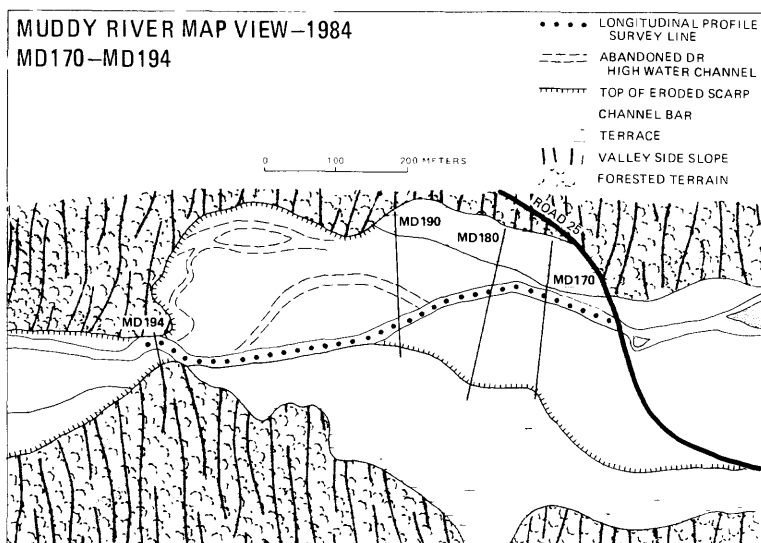 MUDDY RIVER MAP VIEW–1984
MD170–MD194
LONGITUDINAL PROFILE
SURVEY LINE
ABANDONED DR
HIGH WATER CHANNEL
TOP OF ERODED SCARP
CHANNEL BAR
TERRACE
VALLEY SIDE SLOPE
FORESTED TERRAIN
0 100 200 METERS
ROAD 25
MD190
MD180
MD170
MD194